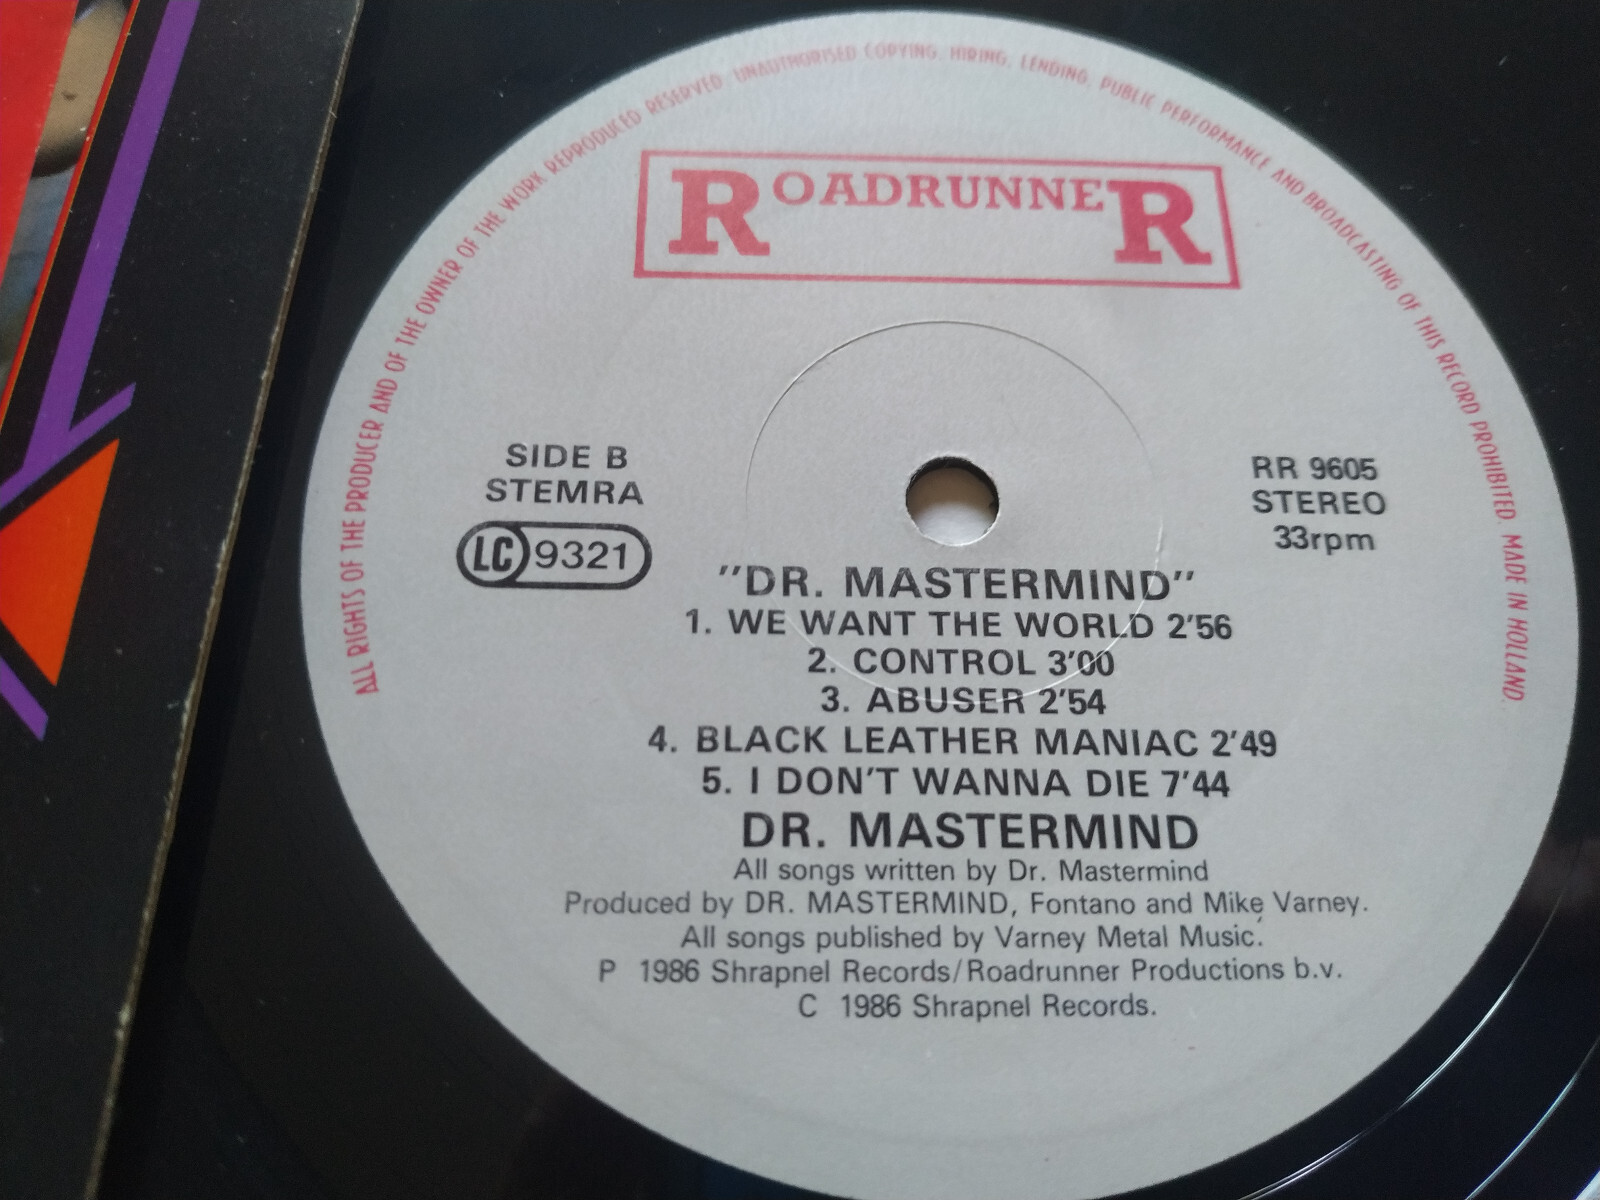 ALL RIGHTS OF THE PRODUCER AND OF THE OWNER OF THE WORK REPRODUCED RESERVED. UNAUTHORISED COPYING, HIRING, LENDING, PUBLIC PERFORMANCE AND BROADCASTING OF THIS RECORD PROHIBITED. MADE IN HOLLAND.
ROADRUNNER
SIDE B
STEMRA
LC 9321
RR 9605
STEREO
33rpm
"DR. MASTERMIND"
1. WE WANT THE WORLD 2'56
2. CONTROL 3'00
3. ABUSER 2'54
4. BLACK LEATHER MANIAC 2'49
5. I DON'T WANNA DIE 7'44
DR. MASTERMIND
All songs written by Dr. Mastermind
Produced by DR. MASTERMIND, Fontano and Mike Varney.
All songs published by Varney Metal Music.
P 1986 Shrapnel Records/Roadrunner Productions b.v.
C 1986 Shrapnel Records.